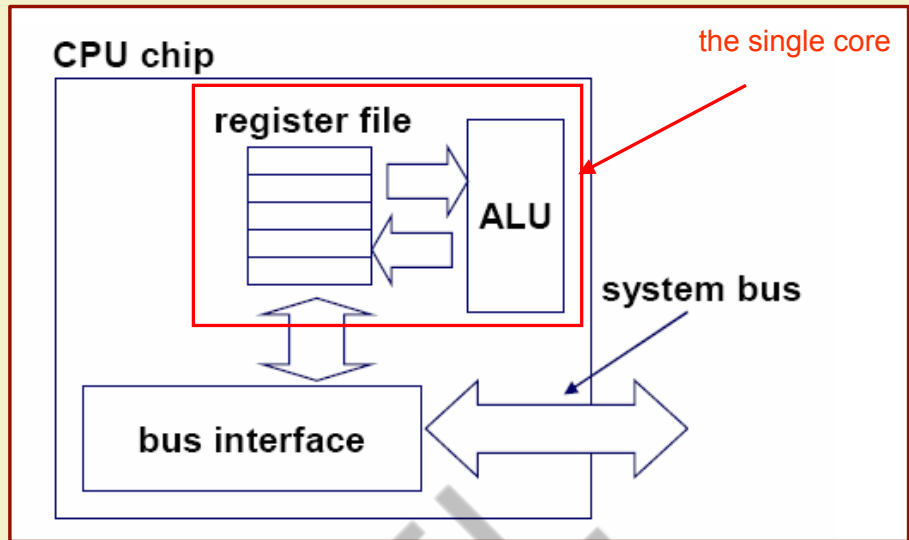 the single core
CPU chip
register file
ALU
system bus
bus interface